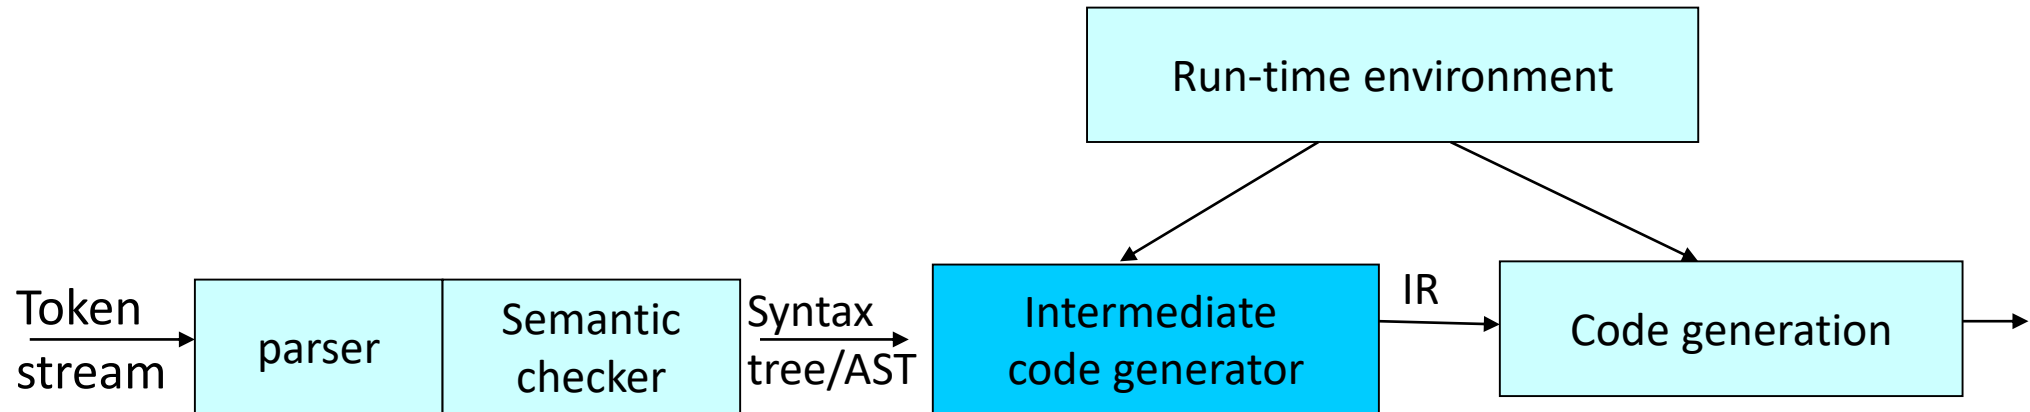 Run-time environment
Token
stream
parser
Semantic
checker
Syntax
tree/AST
Intermediate
code generator
IR
Code generation